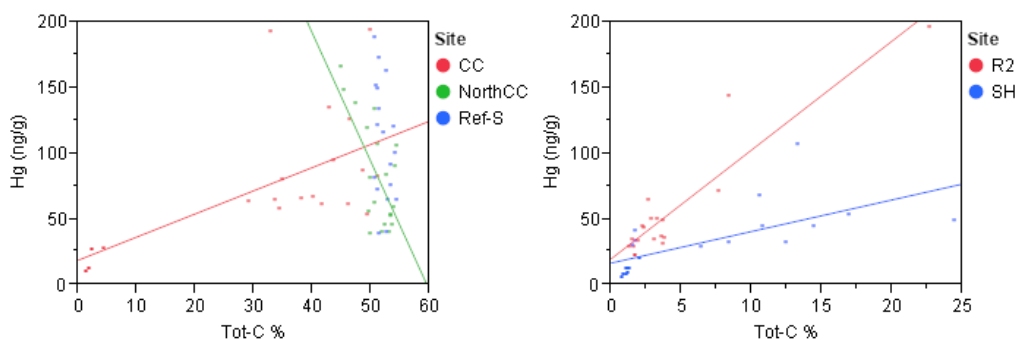 200
150
100
50
0
Hg (ng/g)
0 10 20 30 40 50 60
Tot-C %
Site
CC
NorthCC
Ref-S
200
150
100
50
0
Hg (ng/g)
0 5 10 15 20 25
Tot-C %
Site
R2
SH